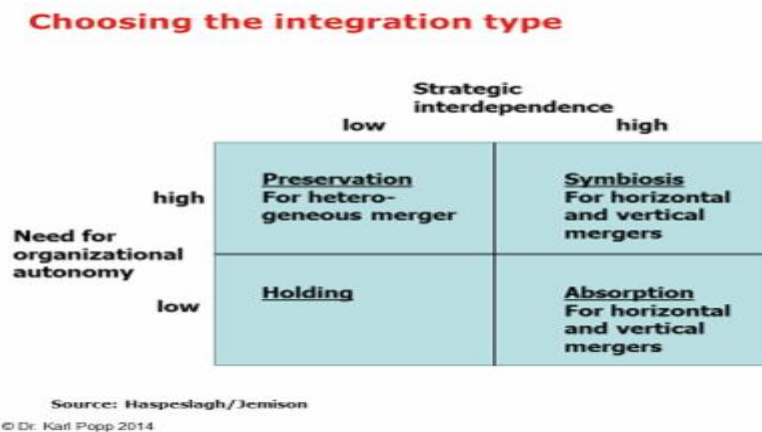 Choosing the integration type
Strategic
interdependence
low
high
high
Preservation
For hetero-
geneous merger
Symbiosis
For horizontal
and vertical
mergers
Need for
organizational
autonomy
low
Holding
Absorption
For horizontal
and vertical
mergers
Source: Haspeslagh/Jemison
© Dr. Karl Popp 2014